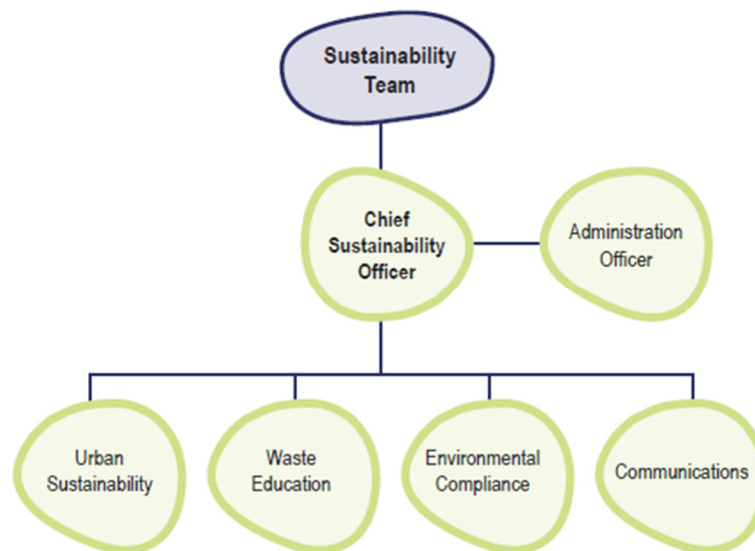 Sustainability
Team
Chief
Sustainability
Officer
Administration
Officer
Urban
Sustainability
Waste
Education
Environmental
Compliance
Communications